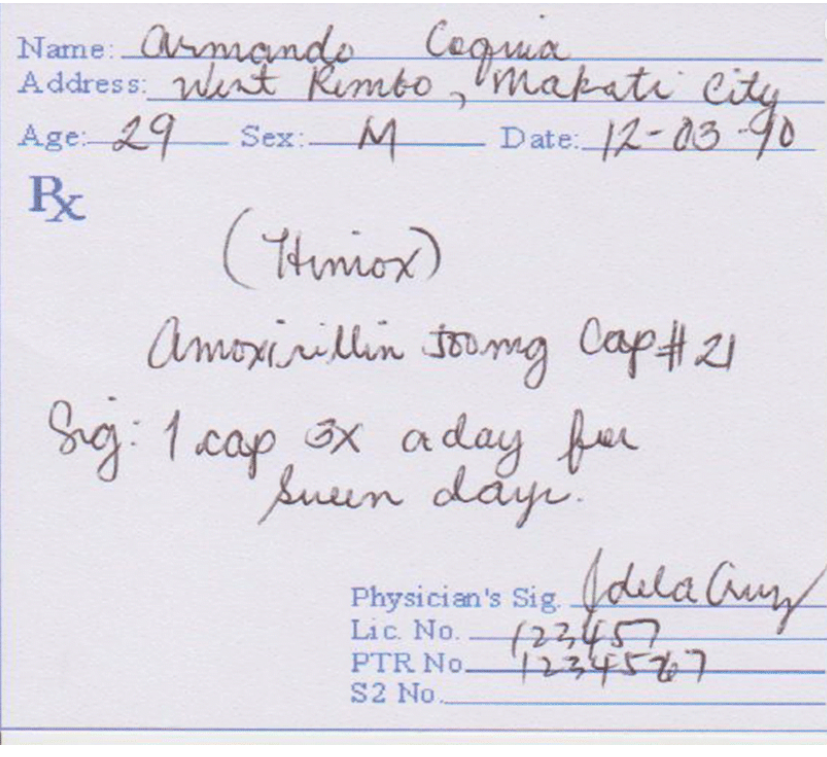 Name: Armando Coquia
Address: West Rembo, Makati City
Age: 29 Sex: M Date: 12-03-90
Rx
(Himox)
Amoxicillin 500mg Cap #21
Sig: 1 cap 3x a day for
seven days.
Physician's Sig. J dela Cruz
Lic. No. 123457
PTR No. 1234567
S2 No.